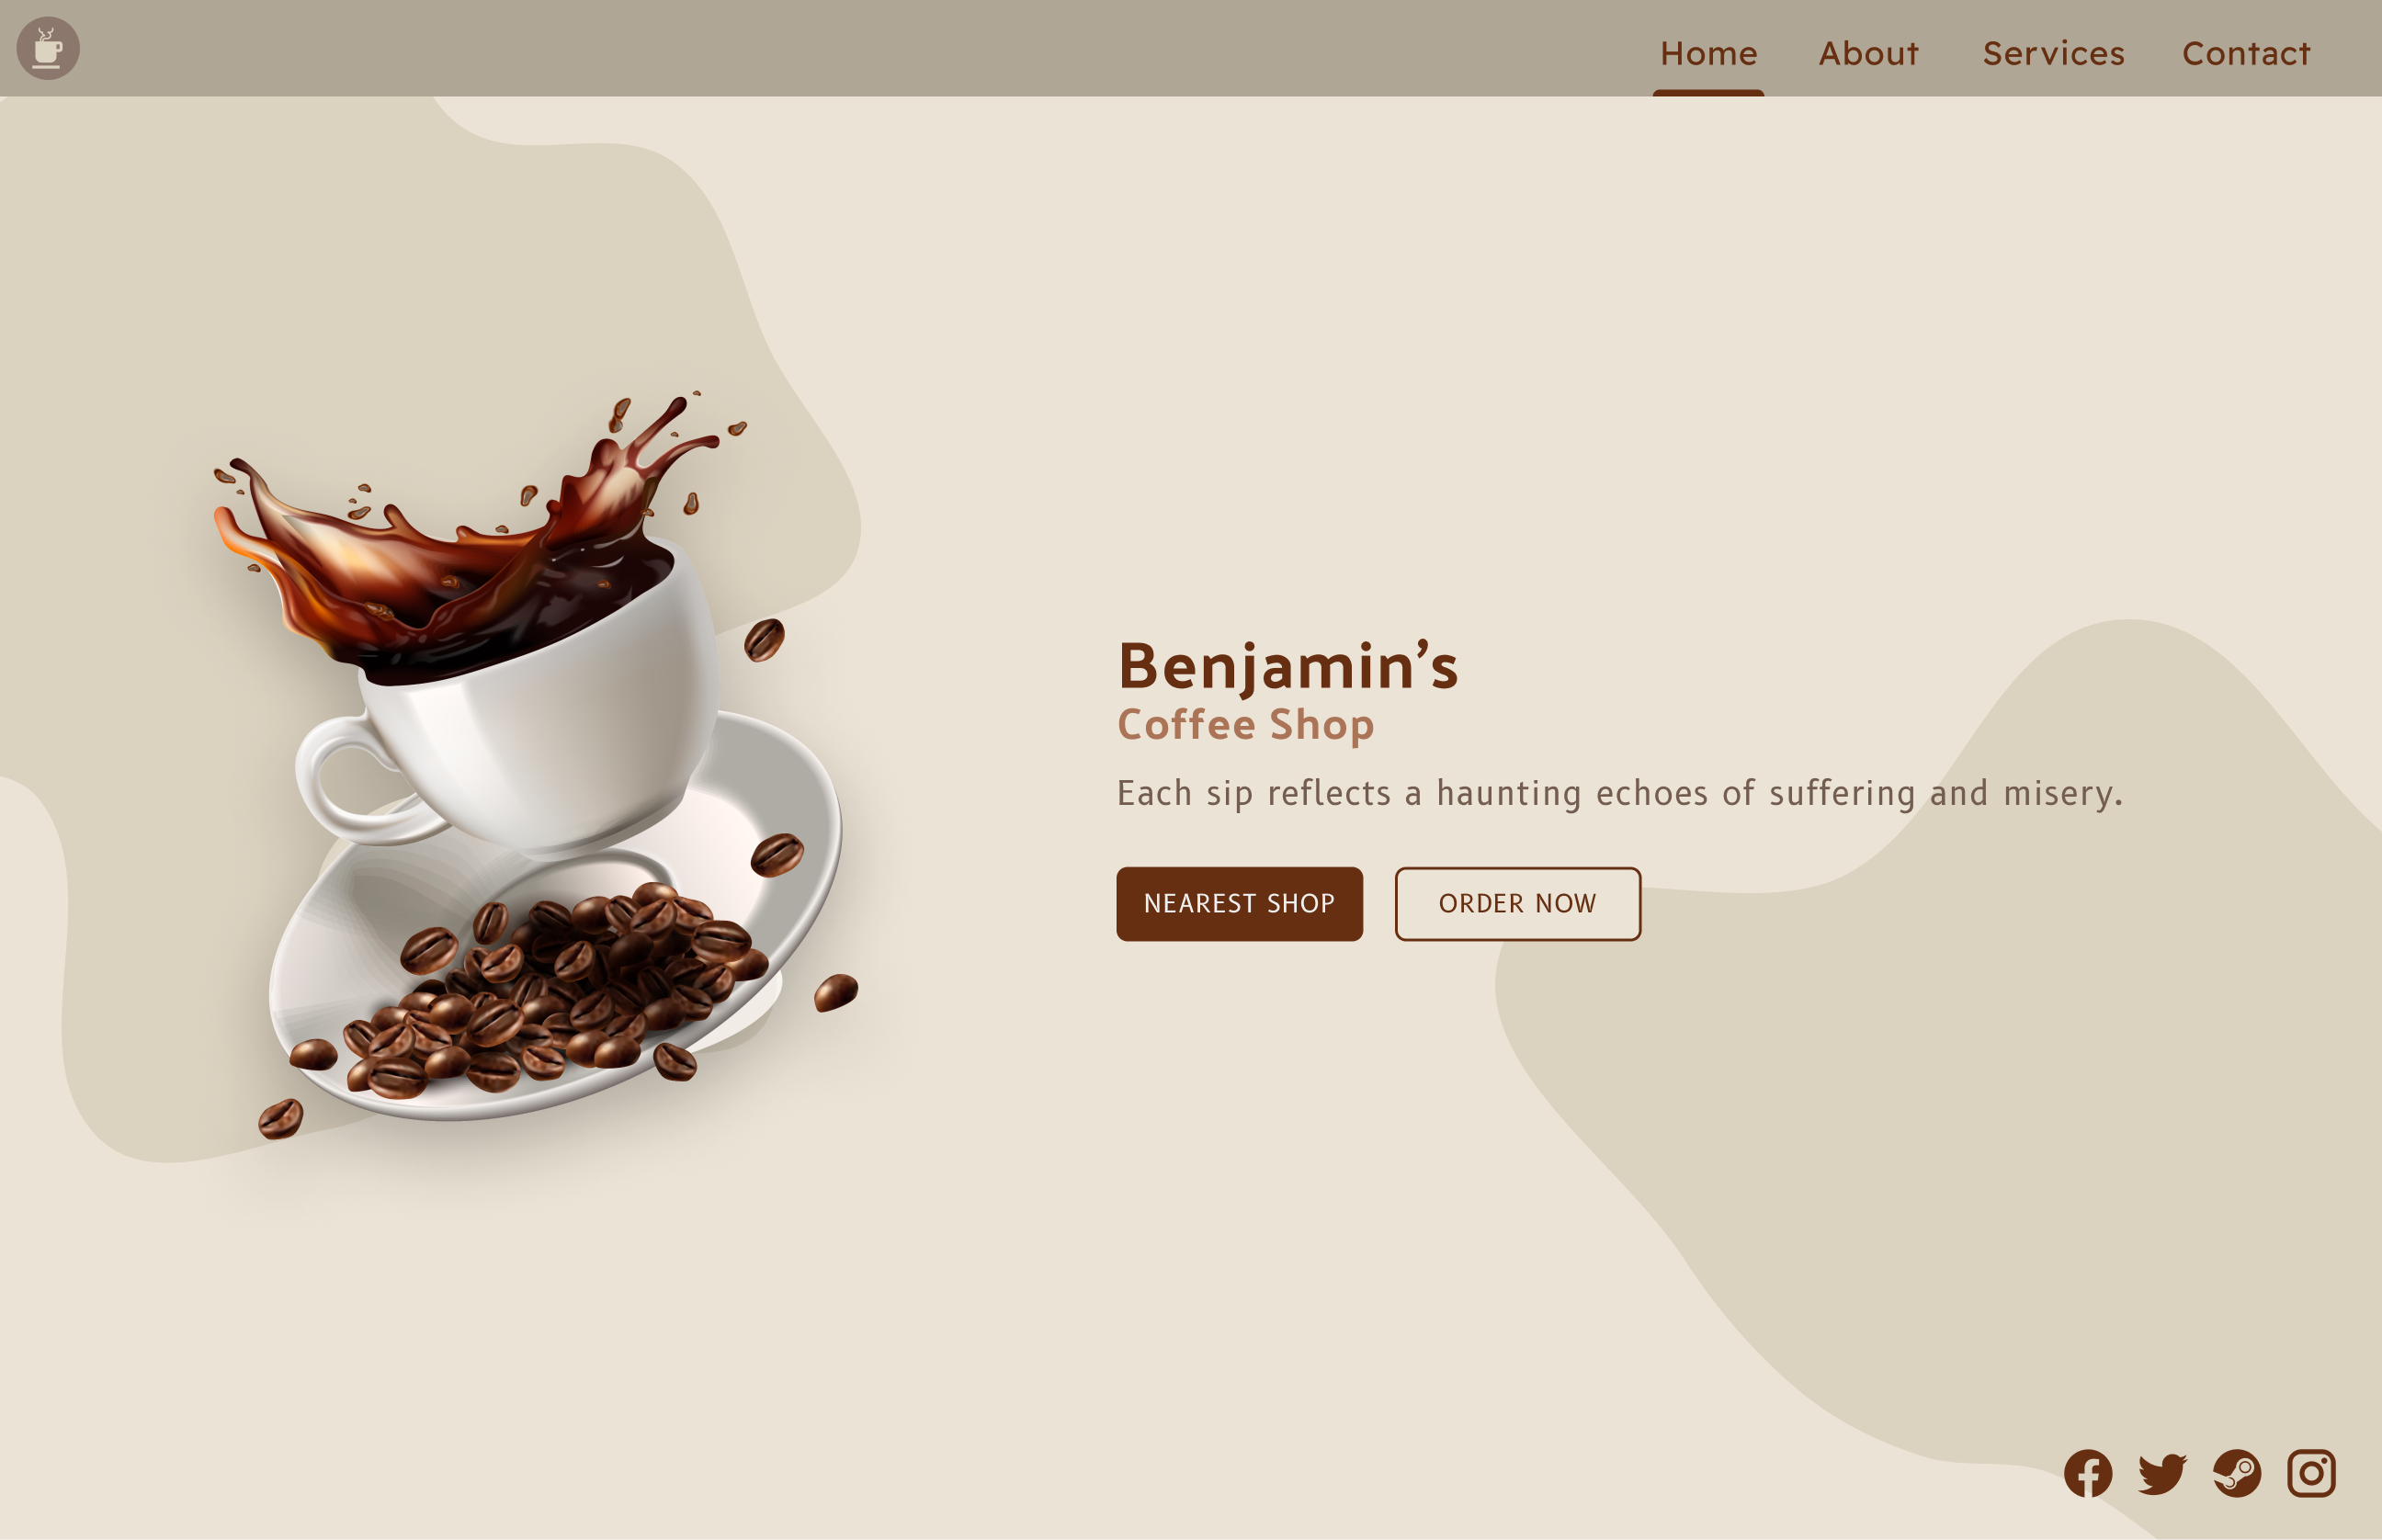 Home About Services Contact
Benjamin’s
Coffee Shop
Each sip reflects a haunting echoes of suffering and misery.
NEAREST SHOP ORDER NOW